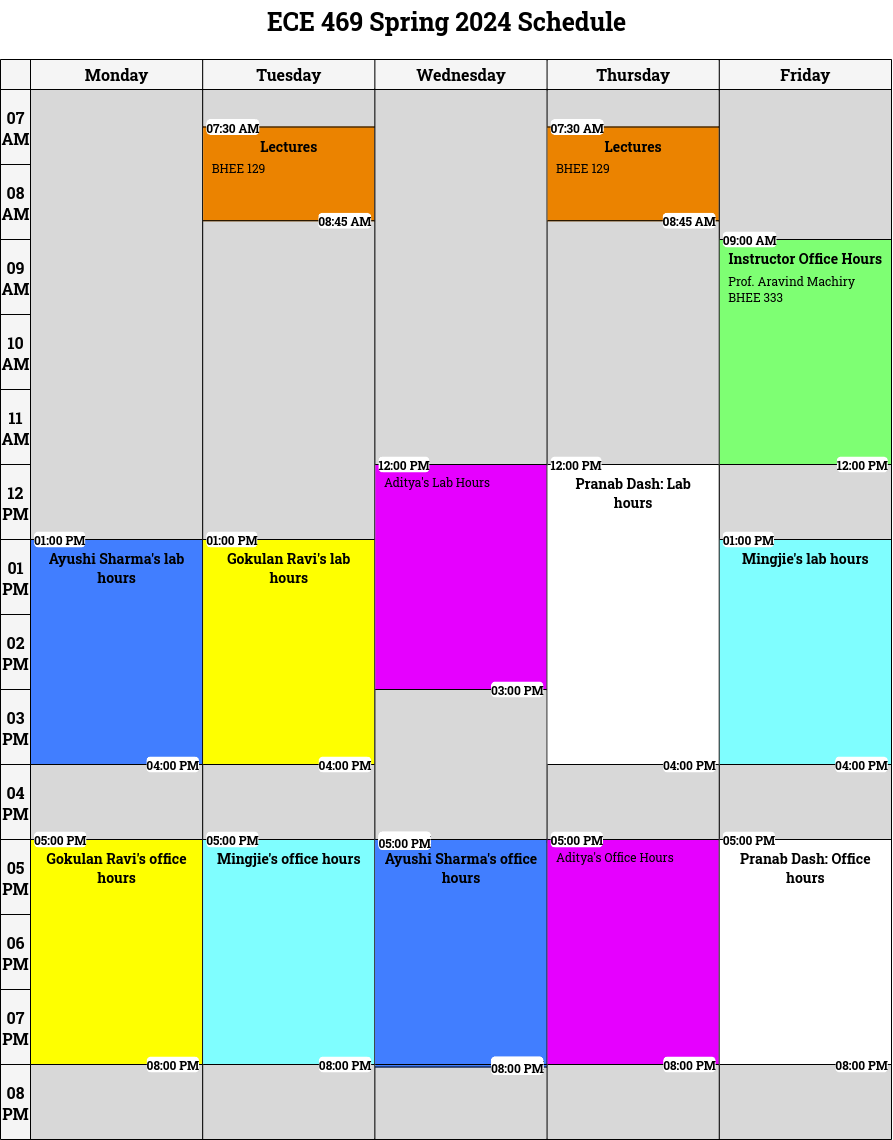 ECE 469 Spring 2024 Schedule
Monday
Tuesday
Wednesday
Thursday
Friday
07
AM
08
AM
09
AM
10
AM
11
AM
12
PM
01
PM
02
PM
03
PM
04
PM
05
PM
06
PM
07
PM
08
PM
01:00 PM
Ayushi Sharma's lab
hours
04:00 PM
05:00 PM
Gokulan Ravi's office
hours
08:00 PM
07:30 AM
Lectures
BHEE 129
08:45 AM
01:00 PM
Gokulan Ravi's lab
hours
04:00 PM
05:00 PM
Mingjie's office hours
08:00 PM
12:00 PM
Aditya's Lab Hours
03:00 PM
05:00 PM
Ayushi Sharma's office
hours
08:00 PM
07:30 AM
Lectures
BHEE 129
08:45 AM
12:00 PM
Pranab Dash: Lab
hours
04:00 PM
05:00 PM
Aditya's Office Hours
08:00 PM
09:00 AM
Instructor Office Hours
Prof. Aravind Machiry
BHEE 333
12:00 PM
01:00 PM
Mingjie's lab hours
04:00 PM
05:00 PM
Pranab Dash: Office
hours
08:00 PM